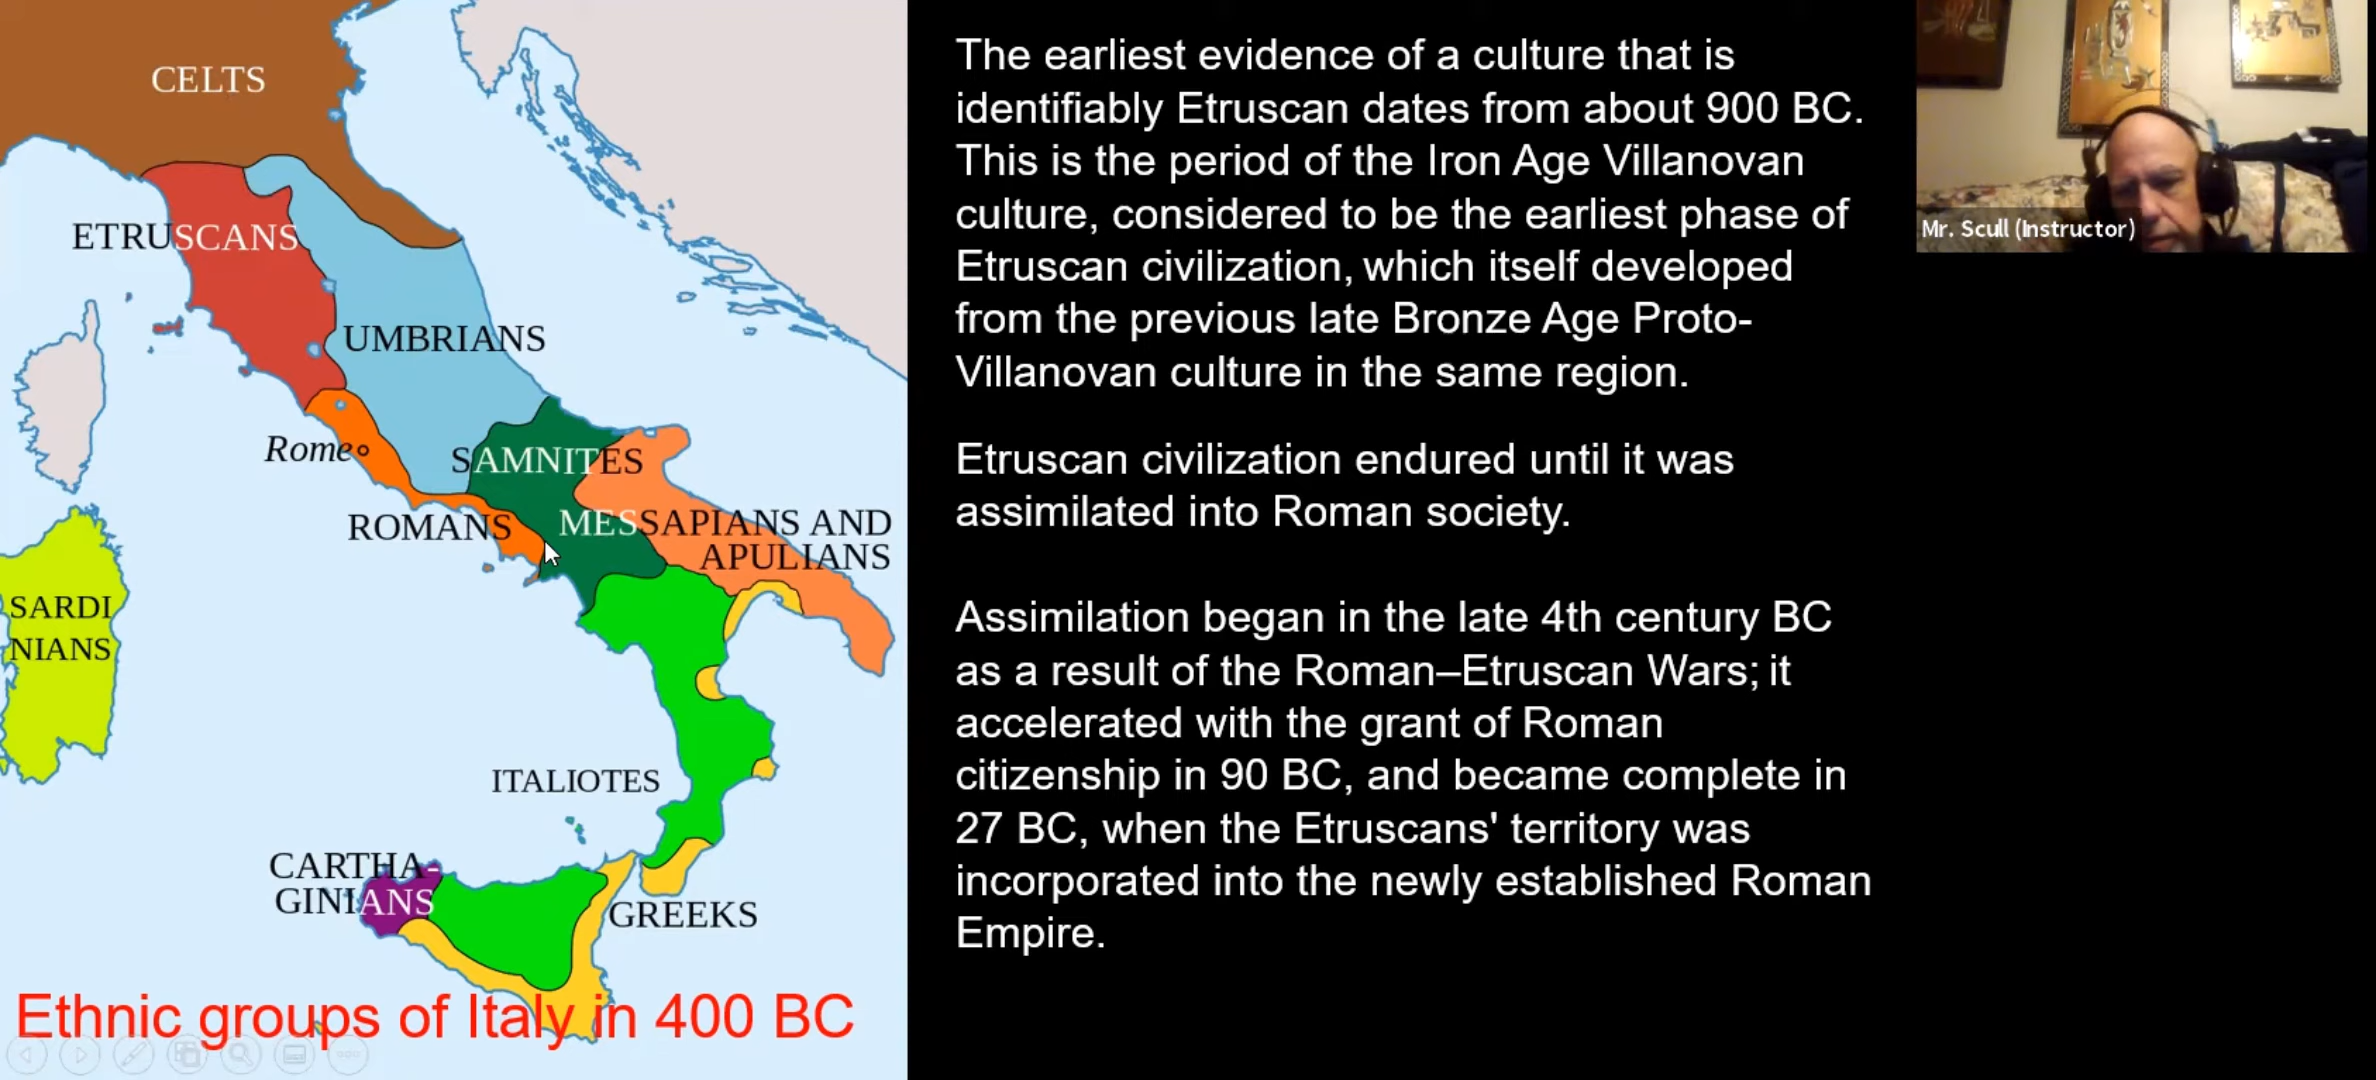 CELTS
ETRUSCANS
UMBRIANS
Rome
SAMNITES
ROMANS
MESSAPIANS AND
APULIANS
SARDI
NIANS
ITALIOTES
CARTHA-
GINIANS
GREEKS
Ethnic groups of Italy in 400 BC
The earliest evidence of a culture that is
identifiably Etruscan dates from about 900 BC.
This is the period of the Iron Age Villanovan
culture, considered to be the earliest phase of
Etruscan civilization, which itself developed
from the previous late Bronze Age Proto-
Villanovan culture in the same region.
Etruscan civilization endured until it was
assimilated into Roman society.
Assimilation began in the late 4th century BC
as a result of the Roman–Etruscan Wars; it
accelerated with the grant of Roman
citizenship in 90 BC, and became complete in
27 BC, when the Etruscans' territory was
incorporated into the newly established Roman
Empire.
Mr. Scull (Instructor)